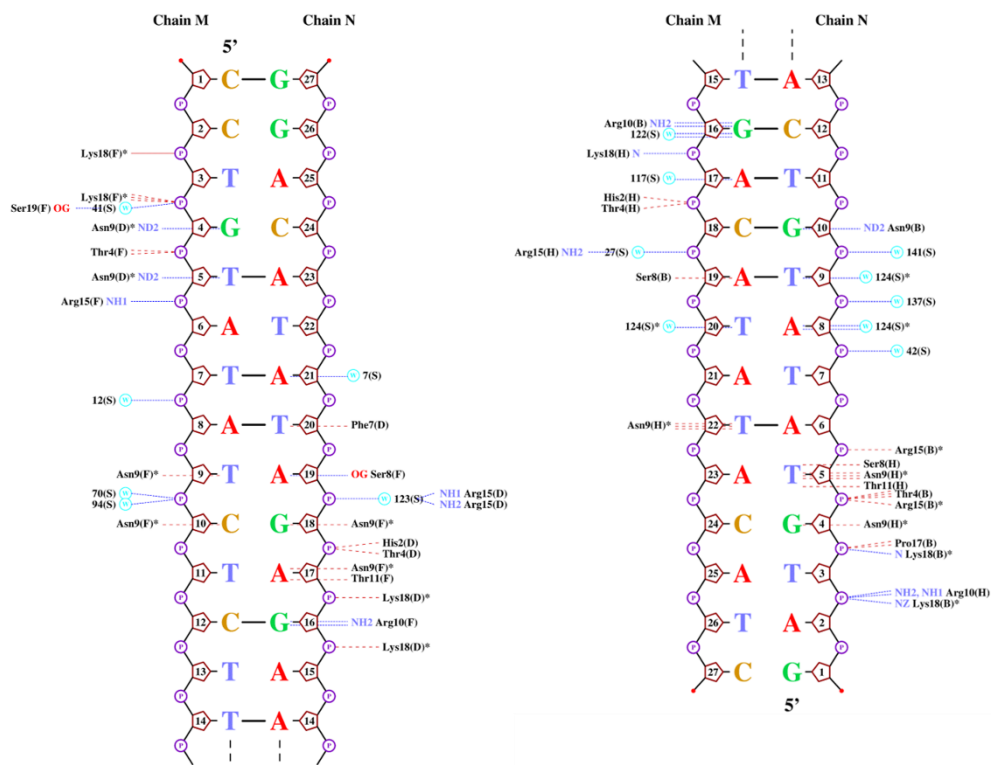 Chain M Chain N
5’
1 C G 27
P P
2 C G 26
Lys18(F)* P P
3 T A 25
Lys18(F)*
Ser19(F) OG 41(S) W P P
Asn9(D)* ND2 4 G C 24
Thr4(F) P P
Asn9(D)* ND2 5 T A 23
Arg15(F) NH1 P P
6 A T 22
P P
7 T A 21 W 7(S)
12(S) W P P
8 A T 20 Phe7(D)
P P
Asn9(F)* 9 T A 19 OG Ser8(F)
70(S) W P P W 123(S) NH1 Arg15(D)
94(S) W NH2 Arg15(D)
Asn9(F)* 10 C G 18 Asn9(F)*
P P His2(D)
Thr4(D)
11 T A 17 Asn9(F)*
Thr11(F)
P P Lys18(D)*
12 C G 16 NH2 Arg10(F)
P P Lys18(D)*
13 T A 15
P P
14 T A 14
P P
Chain M Chain N
15 T A 13
P P
Arg10(B) NH2 16 G C 12
122(S) W
Lys18(H) N P P
117(S) W 17 A T 11
His2(H) P P
Thr4(H)
18 C G 10 ND2 Asn9(B)
Arg15(H) NH2 27(S) W P P W 141(S)
Ser8(B) 19 A T 9 W 124(S)*
P P W 137(S)
124(S)* W 20 T A 8 W 124(S)*
P P W 42(S)
21 A T 7
P P
Asn9(H)* 22 T A 6
P P Arg15(B)*
Ser8(H)
23 A T 5 Asn9(H)*
Thr11(H)
P P Thr4(B)
Arg15(B)*
24 C G 4 Asn9(H)*
P P Pro17(B)
N Lys18(B)*
25 A T 3
P P NH2, NH1 Arg10(H)
NZ Lys18(B)*
26 T A 2
P P
27 C G 1
5’